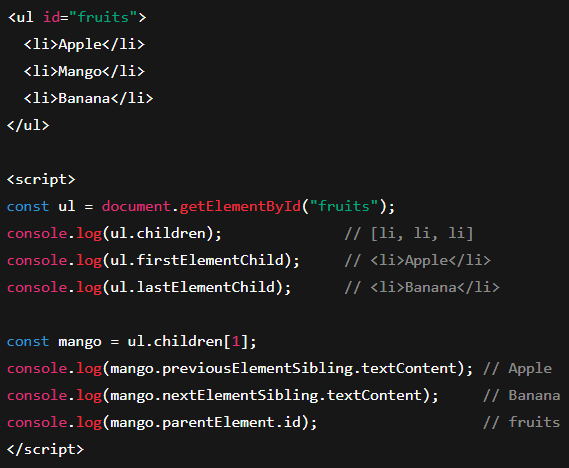 <ul id="fruits">
  <li>Apple</li>
  <li>Mango</li>
  <li>Banana</li>
</ul>

<script>
const ul = document.getElementById("fruits");
console.log(ul.children);              // [li, li, li]
console.log(ul.firstElementChild);     // <li>Apple</li>
console.log(ul.lastElementChild);      // <li>Banana</li>

const mango = ul.children[1];
console.log(mango.previousElementSibling.textContent); // Apple
console.log(mango.nextElementSibling.textContent);     // Banana
console.log(mango.parentElement.id);                   // fruits
</script>